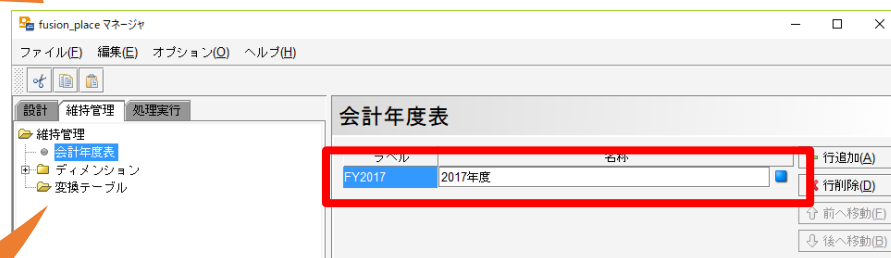 fusion_place マネージャ
ファイル(F) 編集(E) オプション(O) ヘルプ(H)
設計 維持管理 処理実行
維持管理
会計年度表
ディメンション
変換テーブル
会計年度表
ラベル 名称
FY2017 2017年度
行追加(A)
行削除(D)
前へ移動(F)
後へ移動(B)